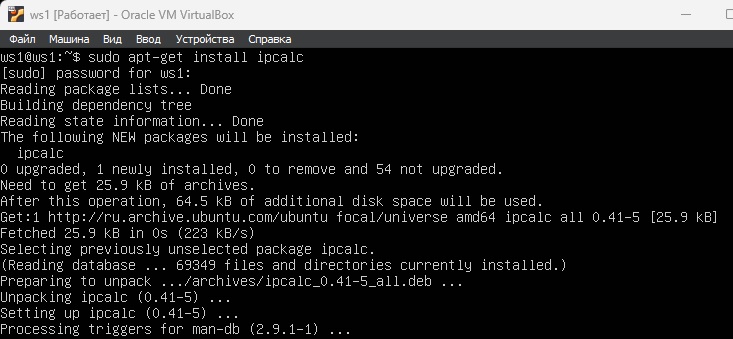 ws1 [Работает] - Oracle VM VirtualBox
Файл Машина Вид Ввод Устройства Справка
ws1@ws1:~$ sudo apt-get install ipcalc
[sudo] password for ws1:
Reading package lists... Done
Building dependency tree
Reading state information... Done
The following NEW packages will be installed:
  ipcalc
0 upgraded, 1 newly installed, 0 to remove and 54 not upgraded.
Need to get 25.9 kB of archives.
After this operation, 64.5 kB of additional disk space will be used.
Get:1 http://ru.archive.ubuntu.com/ubuntu focal/universe amd64 ipcalc all 0.41-5 [25.9 kB]
Fetched 25.9 kB in 0s (223 kB/s)
Selecting previously unselected package ipcalc.
(Reading database ... 69349 files and directories currently installed.)
Preparing to unpack .../archives/ipcalc_0.41-5_all.deb ...
Unpacking ipcalc (0.41-5) ...
Setting up ipcalc (0.41-5) ...
Processing triggers for man-db (2.9.1-1) ...